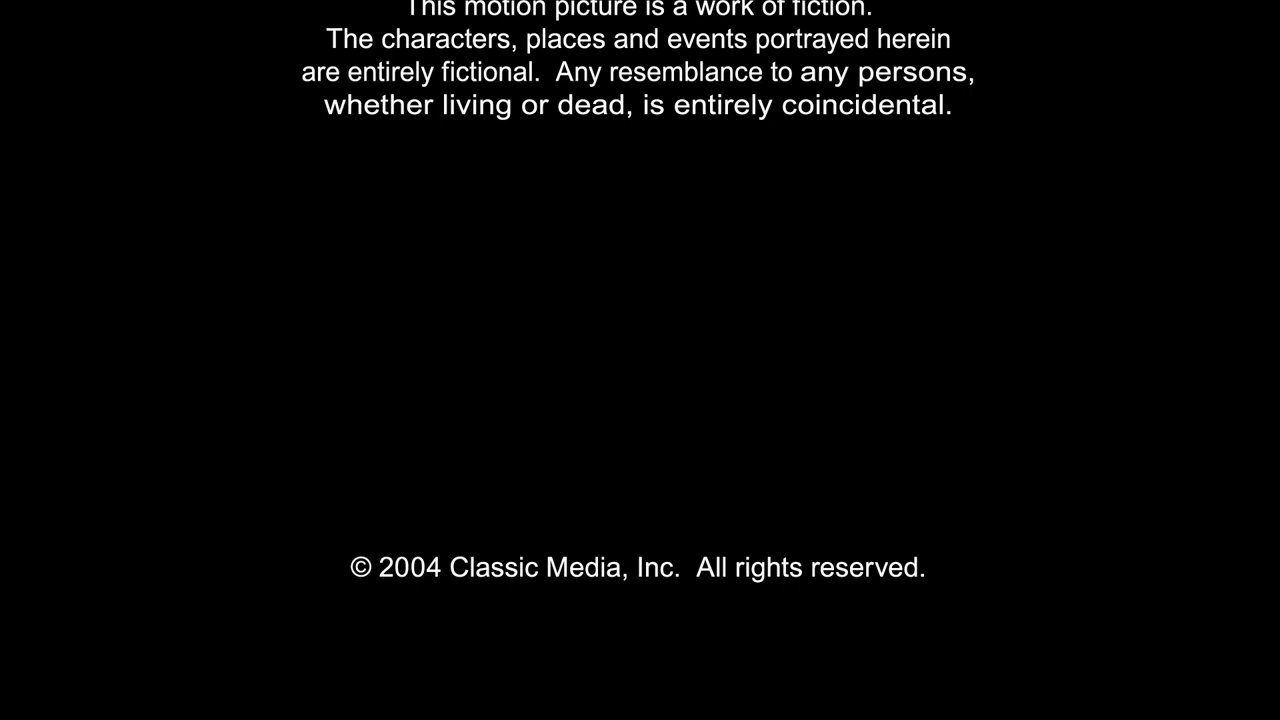 This motion picture is a work of fiction.
The characters, places and events portrayed herein
are entirely fictional.  Any resemblance to any persons,
whether living or dead, is entirely coincidental.
© 2004 Classic Media, Inc.  All rights reserved.